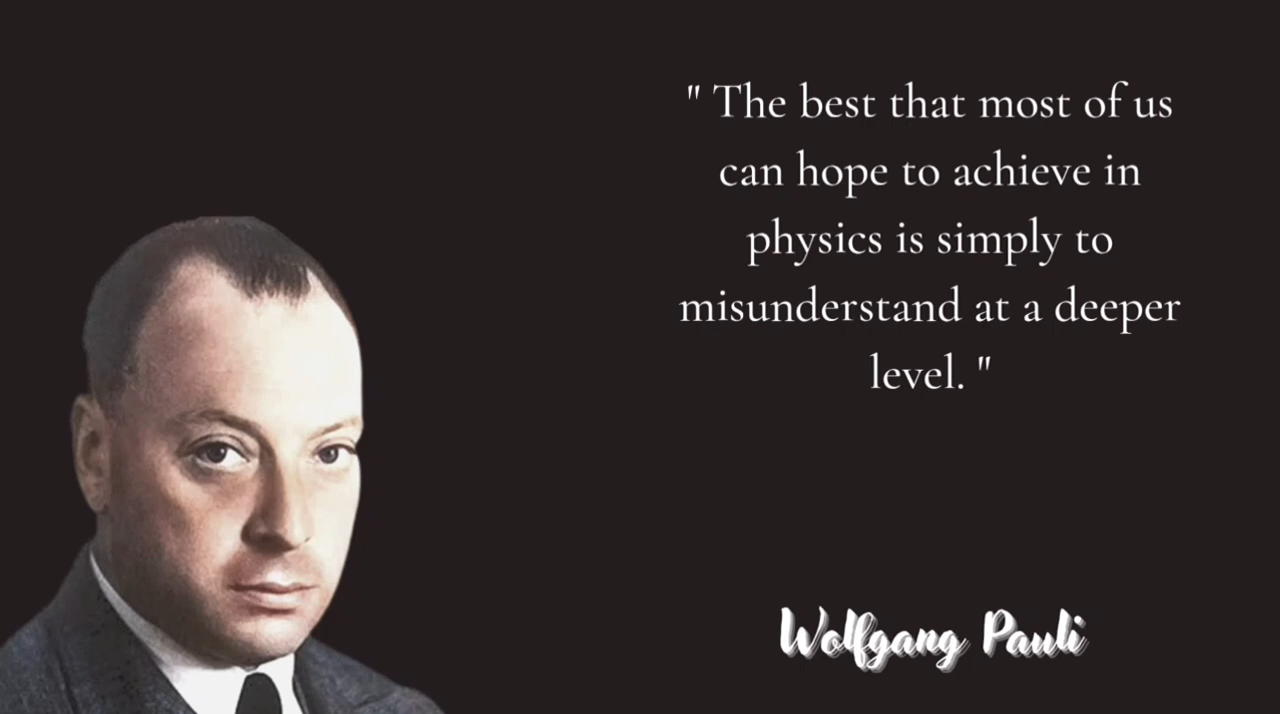 " The best that most of us
can hope to achieve in
physics is simply to
misunderstand at a deeper
level. "
Wolfgang Pauli